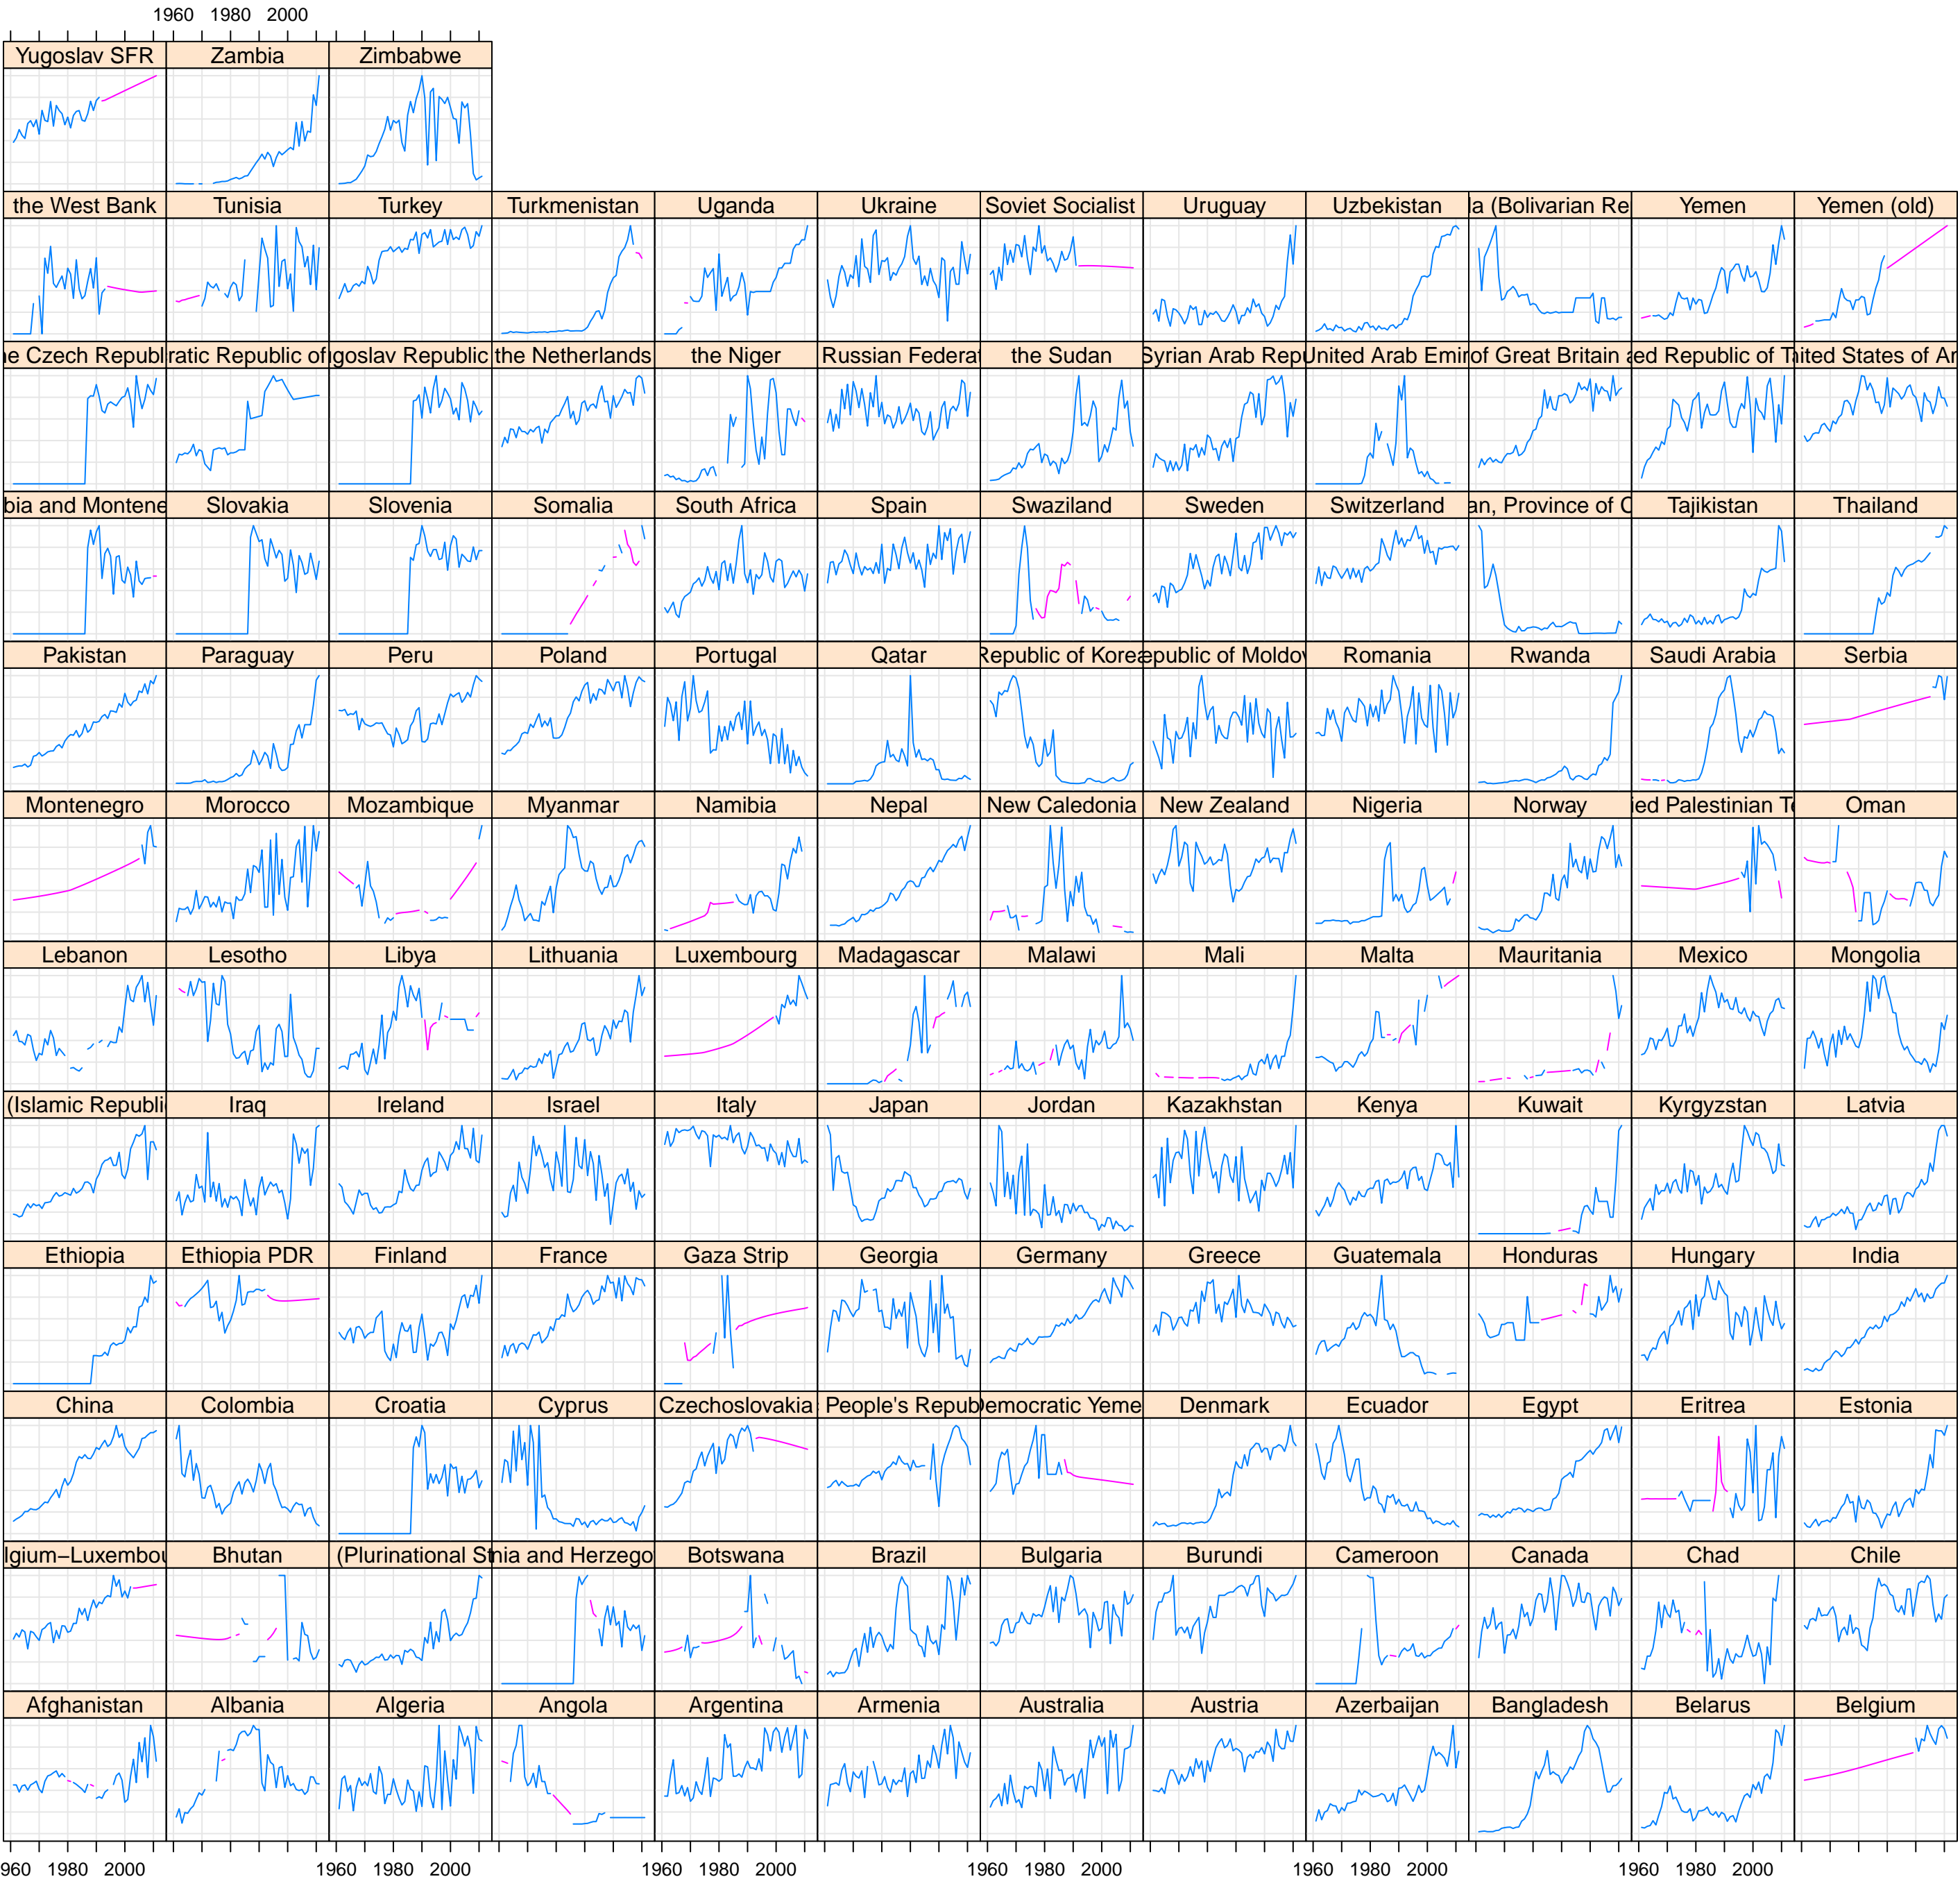 1960 1980 2000
Yugoslav SFR Zambia Zimbabwe
the West Bank Tunisia Turkey Turkmenistan Uganda Ukraine Soviet Socialist Uruguay Uzbekistan la (Bolivarian Re Yemen Yemen (old)
e Czech Republ ratic Republic of goslav Republic the Netherlands the Niger Russian Federat the Sudan Syrian Arab Repu United Arab Emir of Great Britain a ed Republic of T ited States of Am
bia and Montene Slovakia Slovenia Somalia South Africa Spain Swaziland Sweden Switzerland an, Province of C Tajikistan Thailand
Pakistan Paraguay Peru Poland Portugal Qatar Republic of Korea epublic of Moldov Romania Rwanda Saudi Arabia Serbia
Montenegro Morocco Mozambique Myanmar Namibia Nepal New Caledonia New Zealand Nigeria Norway ied Palestinian Te Oman
Lebanon Lesotho Libya Lithuania Luxembourg Madagascar Malawi Mali Malta Mauritania Mexico Mongolia
(Islamic Republi Iraq Ireland Israel Italy Japan Jordan Kazakhstan Kenya Kuwait Kyrgyzstan Latvia
Ethiopia Ethiopia PDR Finland France Gaza Strip Georgia Germany Greece Guatemala Honduras Hungary India
China Colombia Croatia Cyprus Czechoslovakia People's Republ Democratic Yeme Denmark Ecuador Egypt Eritrea Estonia
lgium–Luxembou Bhutan (Plurinational St nia and Herzego Botswana Brazil Bulgaria Burundi Cameroon Canada Chad Chile
Afghanistan Albania Algeria Angola Argentina Armenia Australia Austria Azerbaijan Bangladesh Belarus Belgium
960 1980 2000 1960 1980 2000 1960 1980 2000 1960 1980 2000 1960 1980 2000 1960 1980 2000